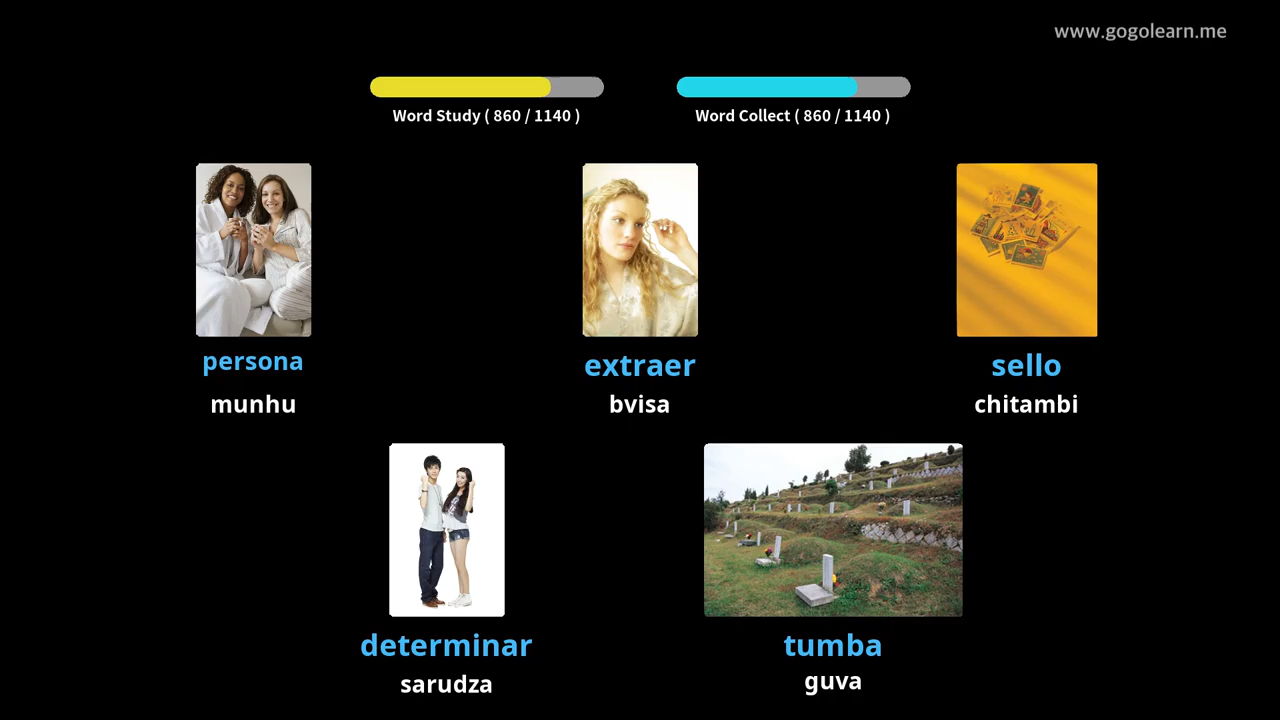 www.gogolearn.me
Word Study ( 860 / 1140 )
Word Collect ( 860 / 1140 )
persona
munhu
extraer
bvisa
sello
chitambi
determinar
sarudza
tumba
guva